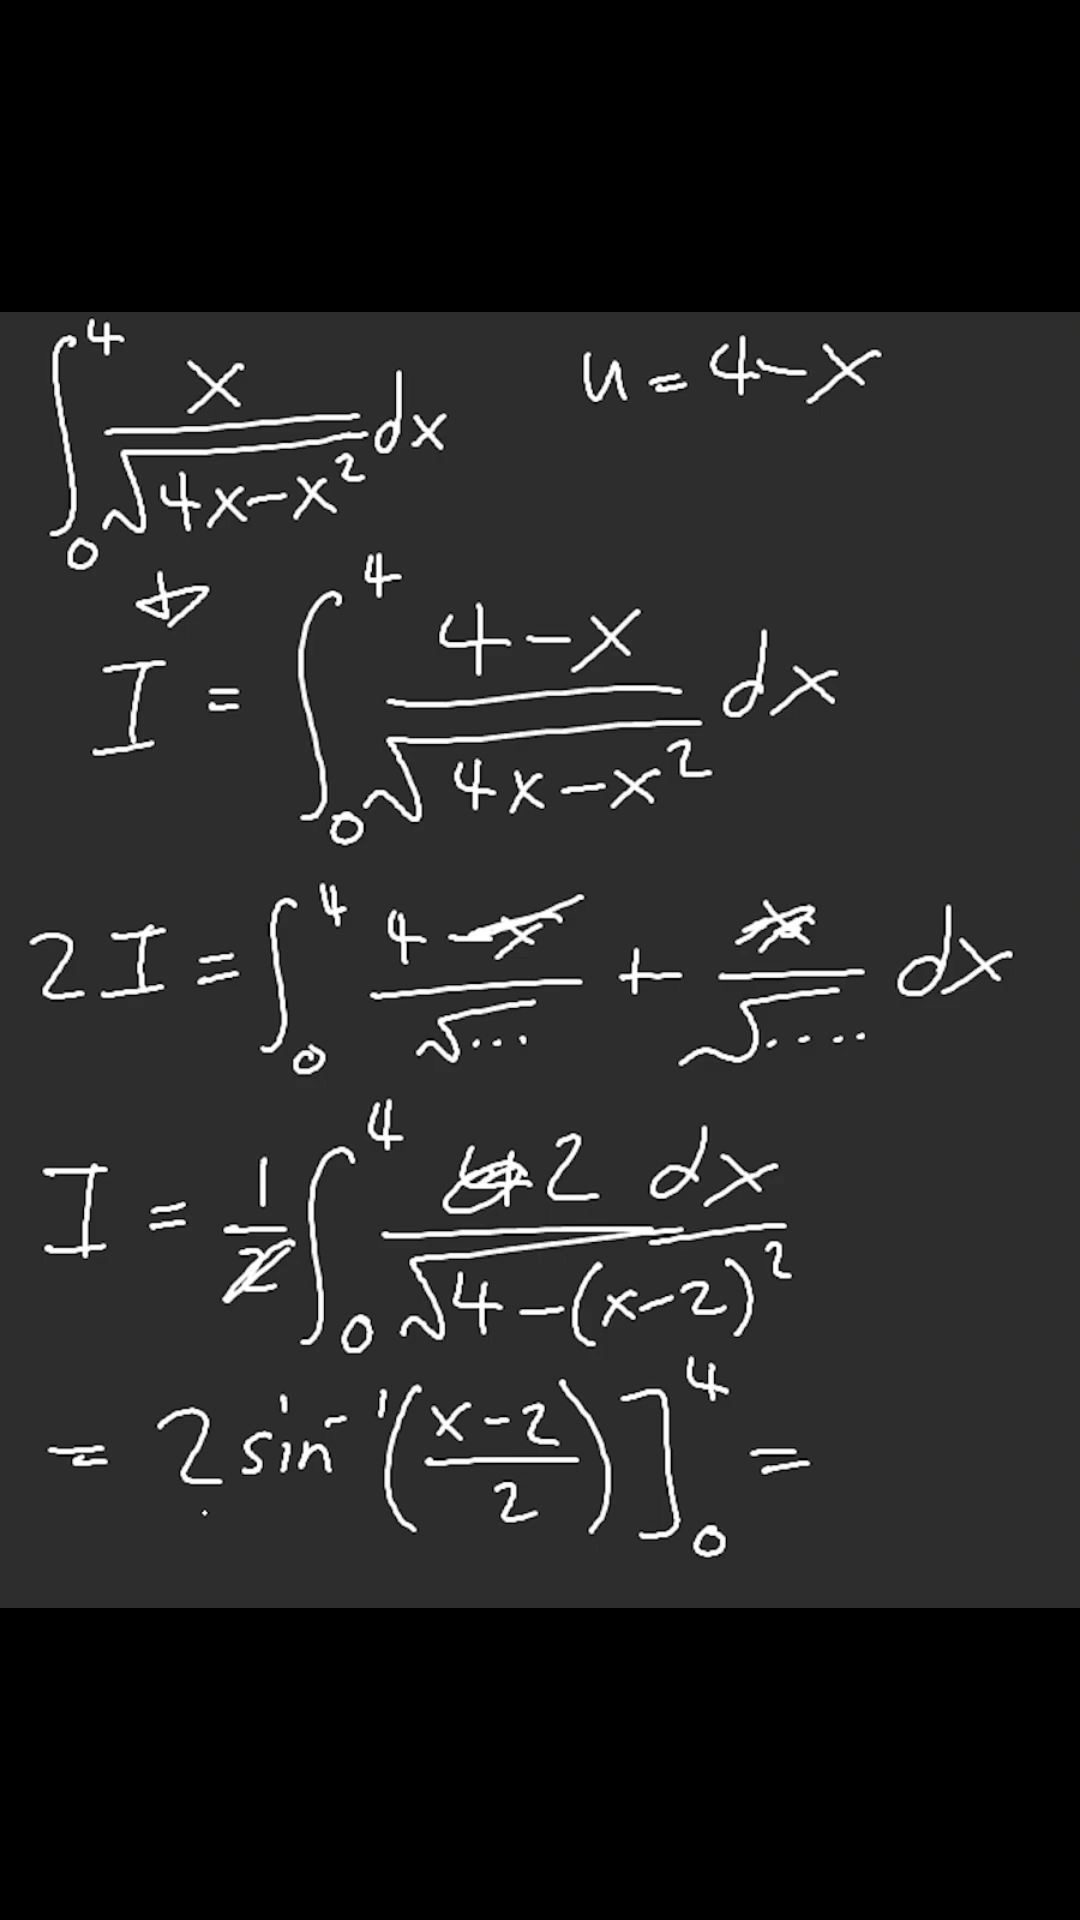 ∫₀⁴ x/√(4x-x²) dx    u = 4-x
I = ∫₀⁴ (4-x)/√(4x-x²) dx
2I = ∫₀⁴ (4-x)/√... + x/√.... dx
I = 1/2 ∫₀⁴ 2 dx/√(4-(x-2)²)
= 2 sin⁻¹((x-2)/2)]₀⁴ =